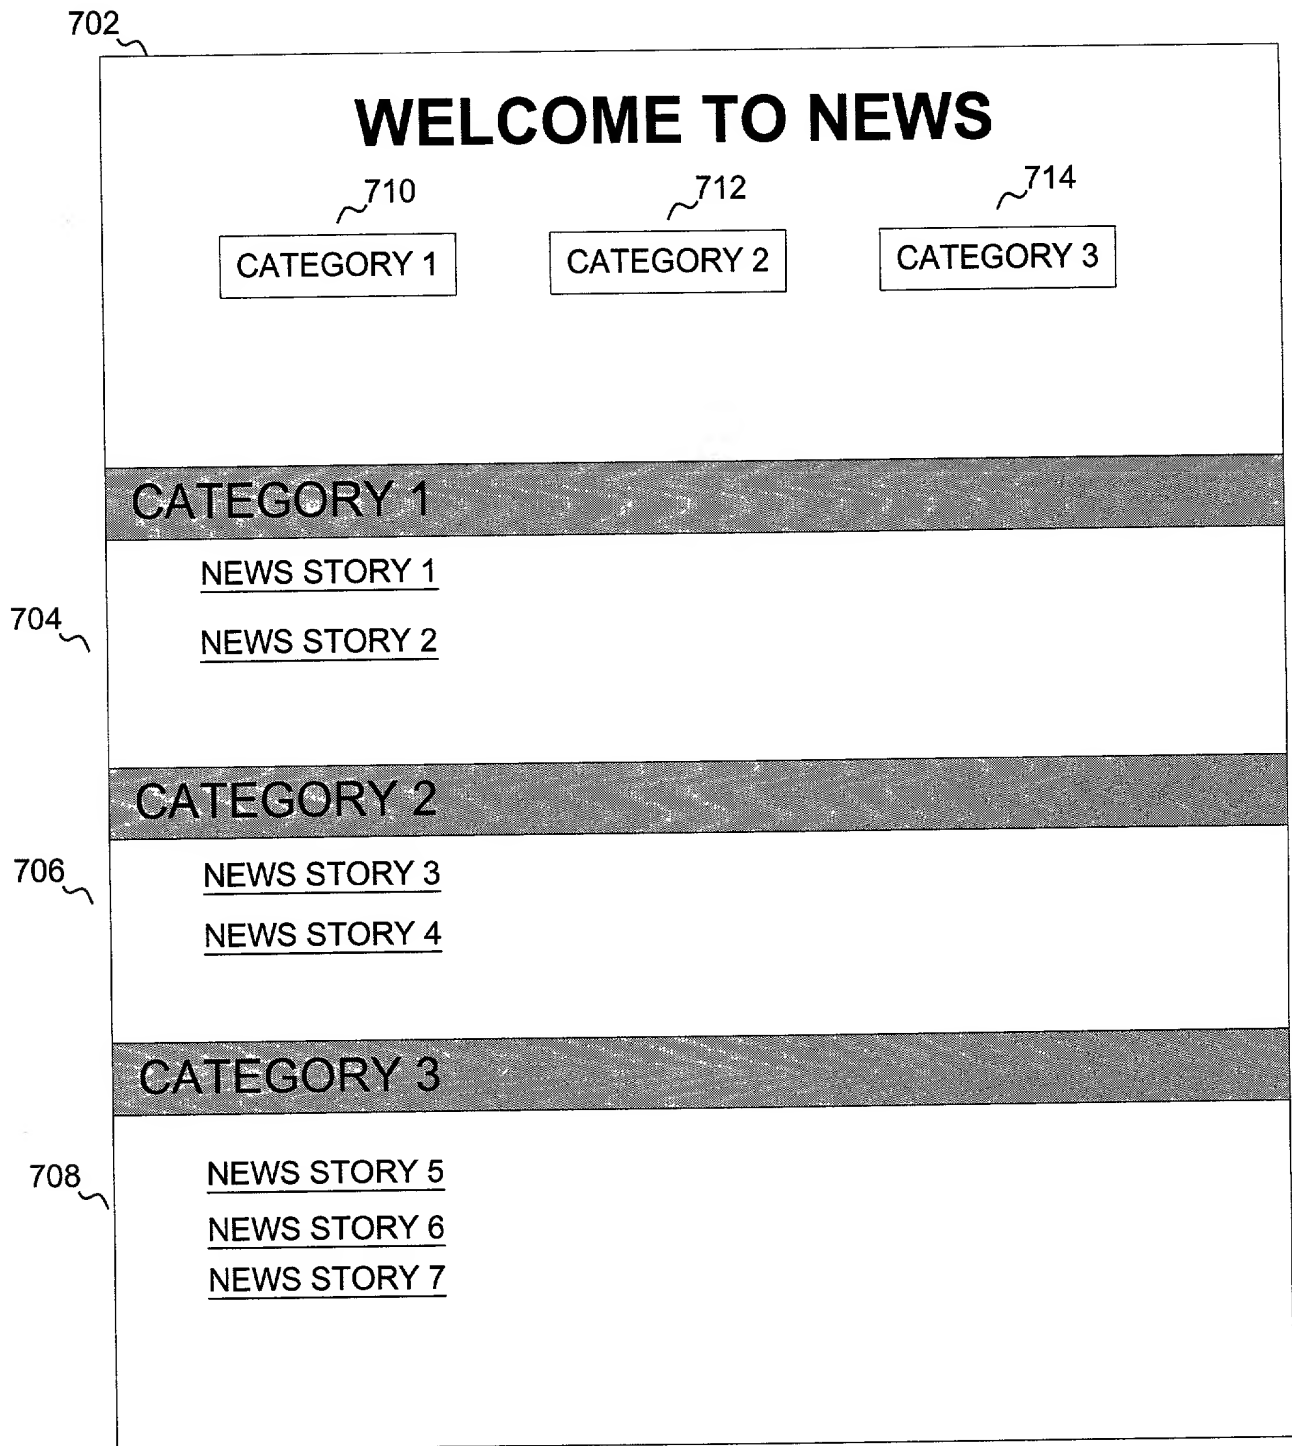 702
WELCOME TO NEWS
710 712 714
CATEGORY 1 CATEGORY 2 CATEGORY 3
CATEGORY 1
NEWS STORY 1
704
NEWS STORY 2
CATEGORY 2
706
NEWS STORY 3
NEWS STORY 4
CATEGORY 3
708
NEWS STORY 5
NEWS STORY 6
NEWS STORY 7